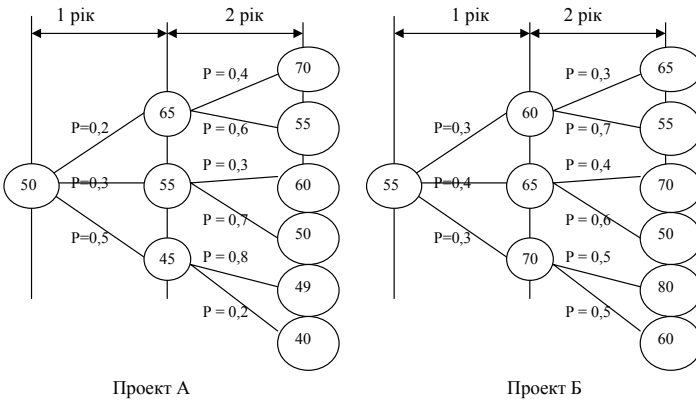 1 рік 2 рік
P=0,2
P=0,3
P=0,5
P = 0,4
P = 0,6
P = 0,3
P = 0,7
P = 0,8
P = 0,2
50
65
55
45
70
55
60
50
49
40
Проект А
1 рік 2 рік
P=0,3
P=0,4
P=0,3
P = 0,3
P = 0,7
P = 0,4
P = 0,6
P = 0,5
P = 0,5
55
60
65
70
65
55
70
50
80
60
Проект Б